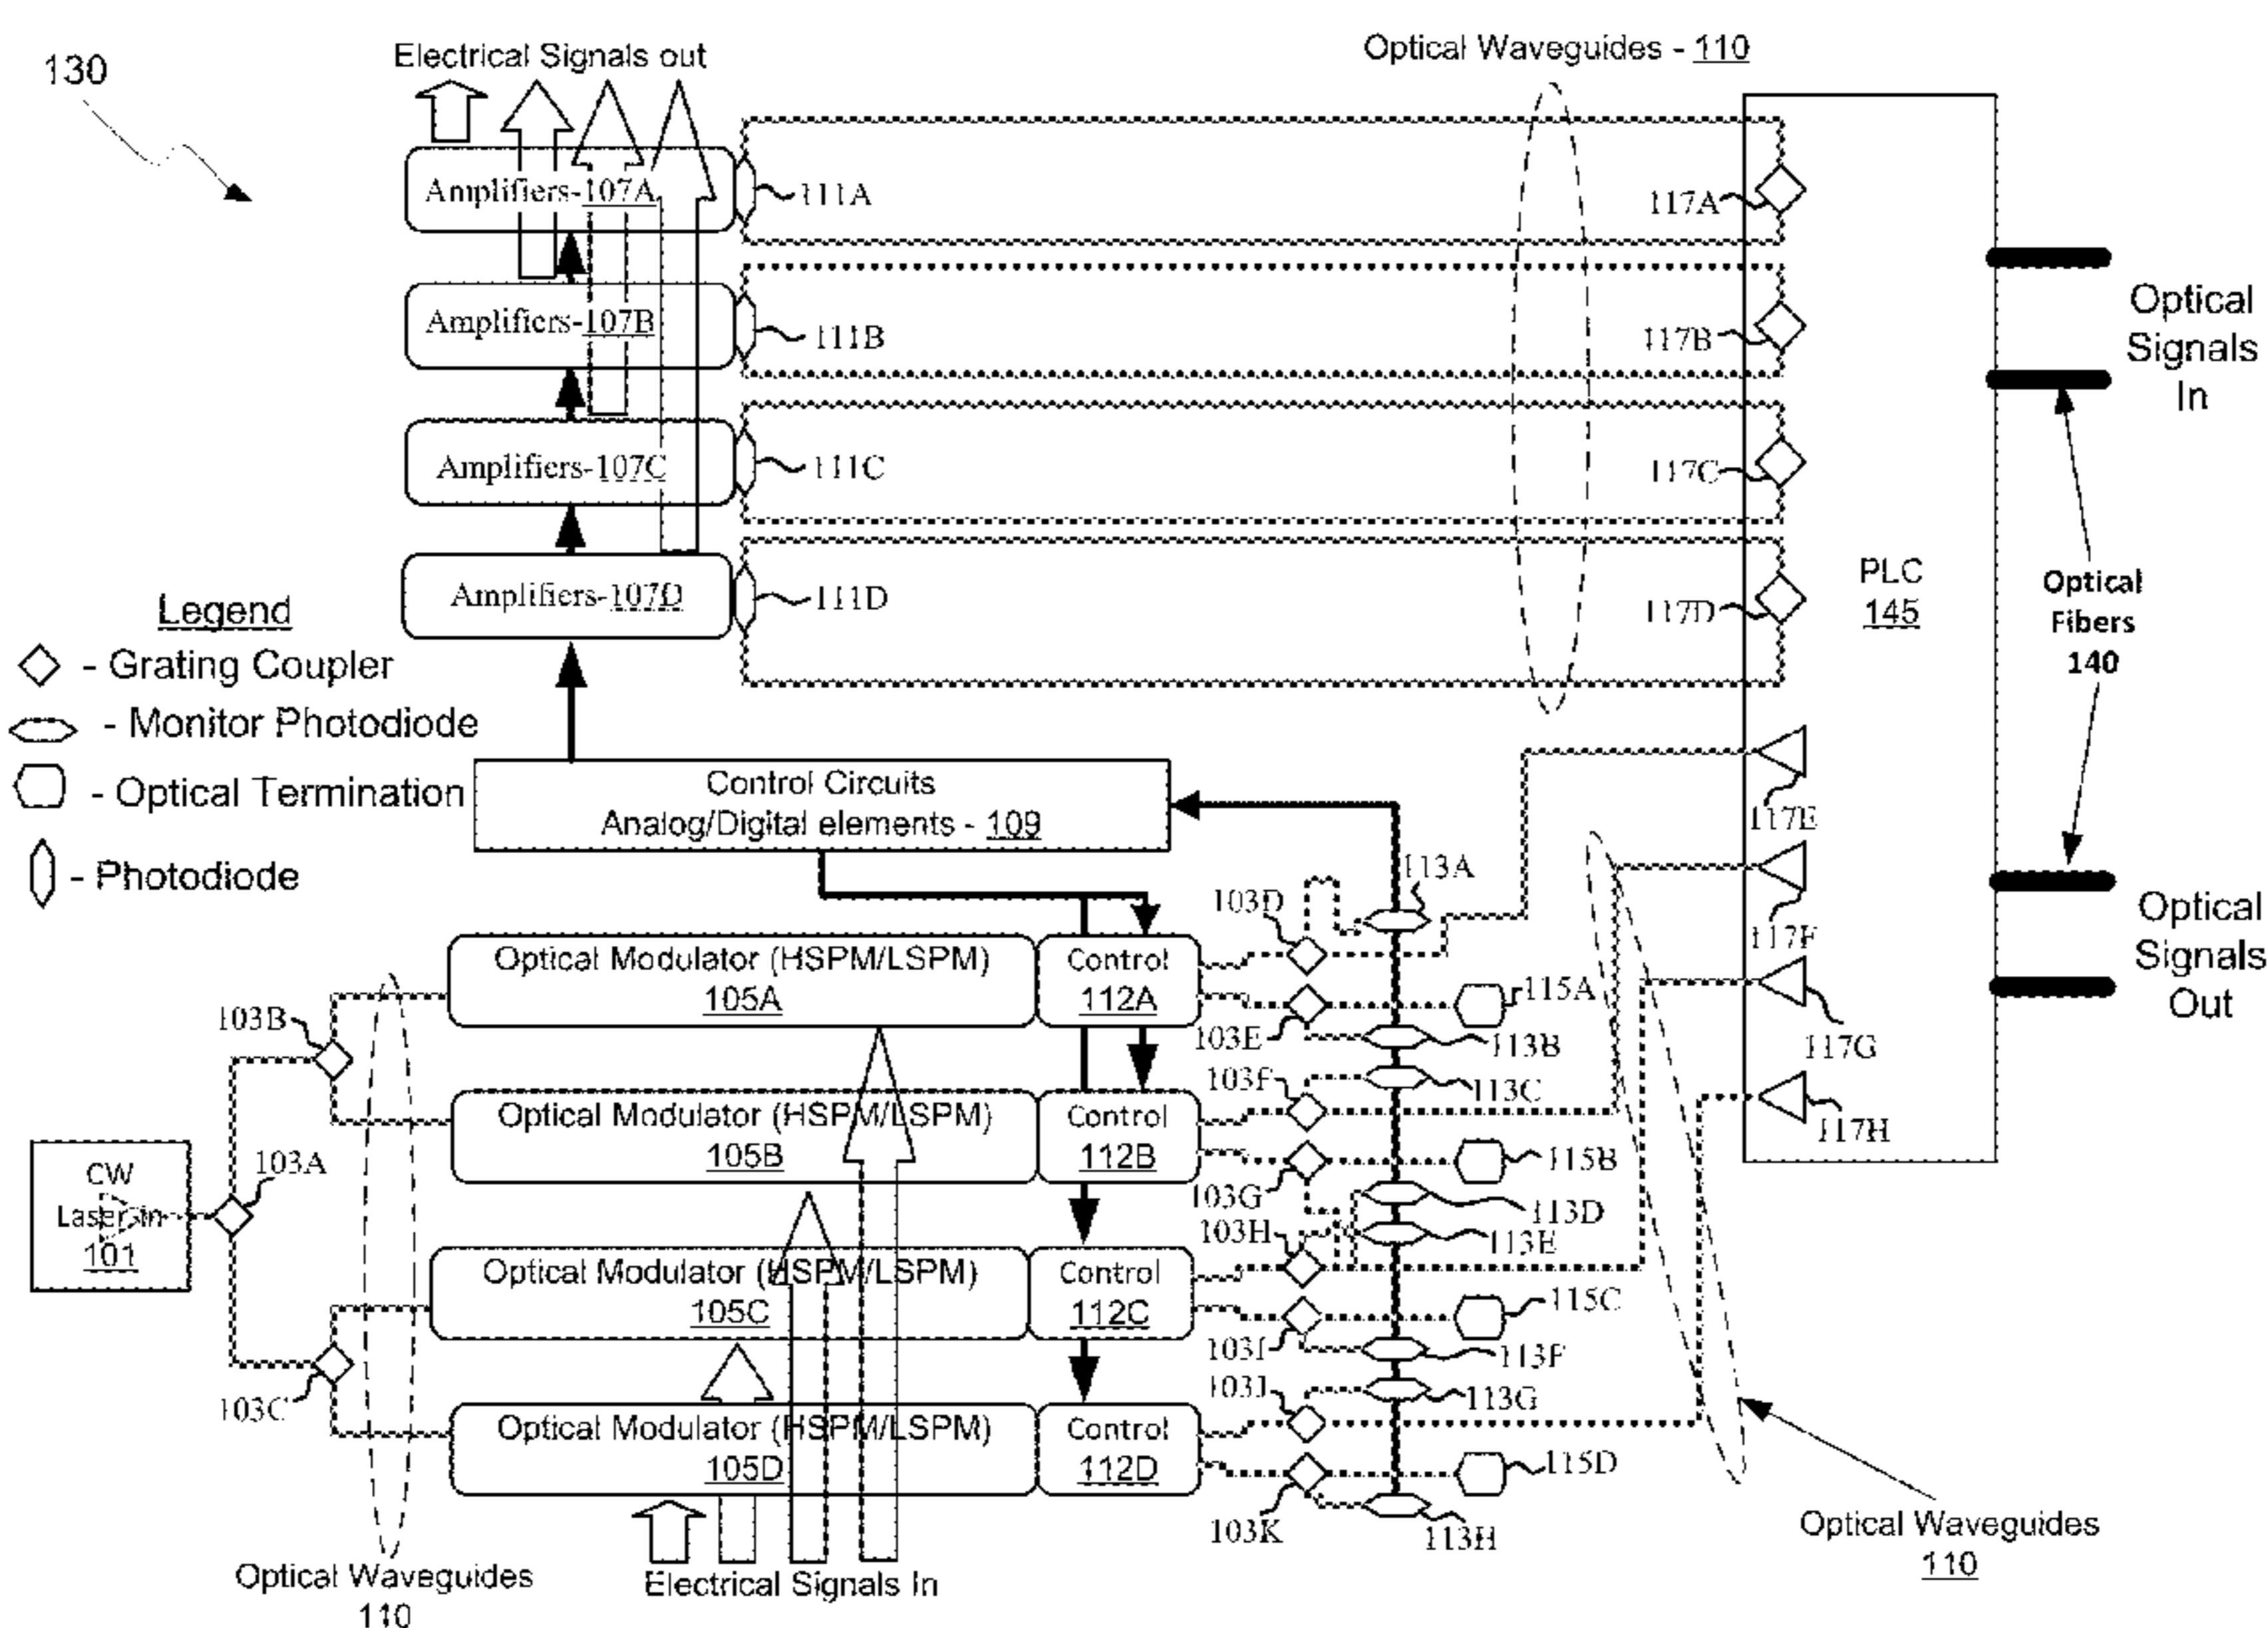 130
Electrical Signals out
Optical Waveguides - 110
Amplifiers-107A
111A
117A
Amplifiers-107B
111B
117B
Optical
Signals
In
Amplifiers-107C
111C
117C
Amplifiers-107D
111D
117D
PLC
145
Optical
Fibers
140
Legend
- Grating Coupler
- Monitor Photodiode
- Optical Termination
- Photodiode
Control Circuits
Analog/Digital elements - 109
117E
117F
117G
117H
Optical
Signals
Out
113A
103D
Optical Modulator (HSPM/LSPM)
105A
Control
112A
115A
103E
113B
103B
103F
113C
Optical Modulator (HSPM/LSPM)
105B
Control
112B
115B
103G
113D
103A
CW
Laser in
101
103H
113E
Optical Modulator (HSPM/LSPM)
105C
Control
112C
115C
103I
113F
103C
103J
113G
Optical Modulator (HSPM/LSPM)
105D
Control
112D
115D
103K
113H
Optical Waveguides
110
Electrical Signals In
Optical Waveguides
110